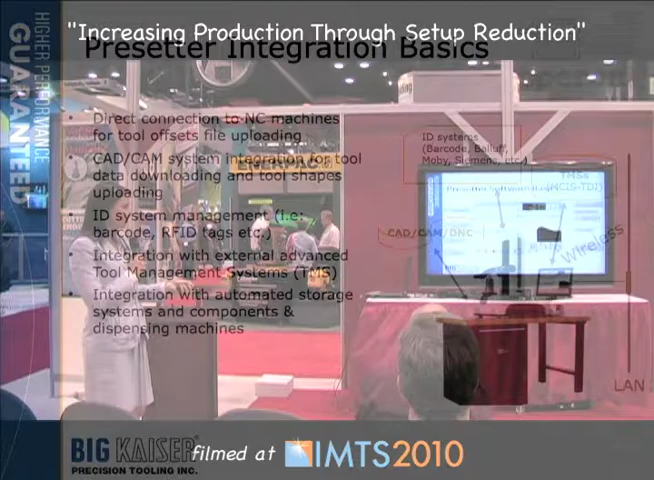 "Increasing Production Through Setup Reduction"
Presetter Integration Basics
HIGHER PERFORMANCE
GUARANTEED
Direct connection to NC machines
for tool offsets file uploading
CAD/CAM system integration for tool
data downloading and tool shapes
uploading
ID system management (i.e:
barcode, RFID tags etc.)
Integration with external advanced
Tool Management Systems (TMS)
Integration with automated storage
systems and components &
dispensing machines
ID systems
(Barcode, Balluff,
Moby, Siemens, etc.)
TMSs
(MCIS-TDI)
CAD/CAM/DNC
Wireless
LAN
BIG KAISER
PRECISION TOOLING INC.
filmed at IMTS2010